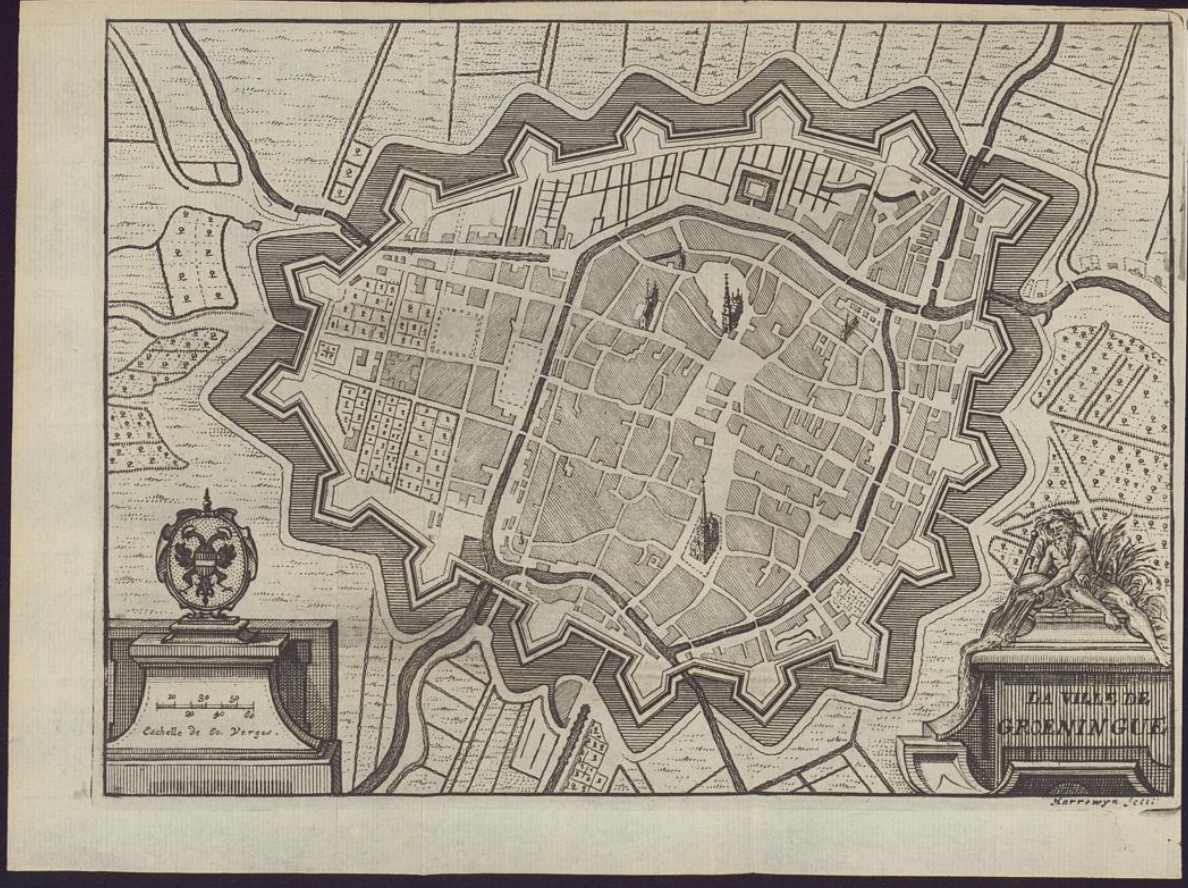 10 30 50
20 40 60
Eschelle de 60. Verges.
LA VILLE DE
GROENINGUE
Harrewyn fecit